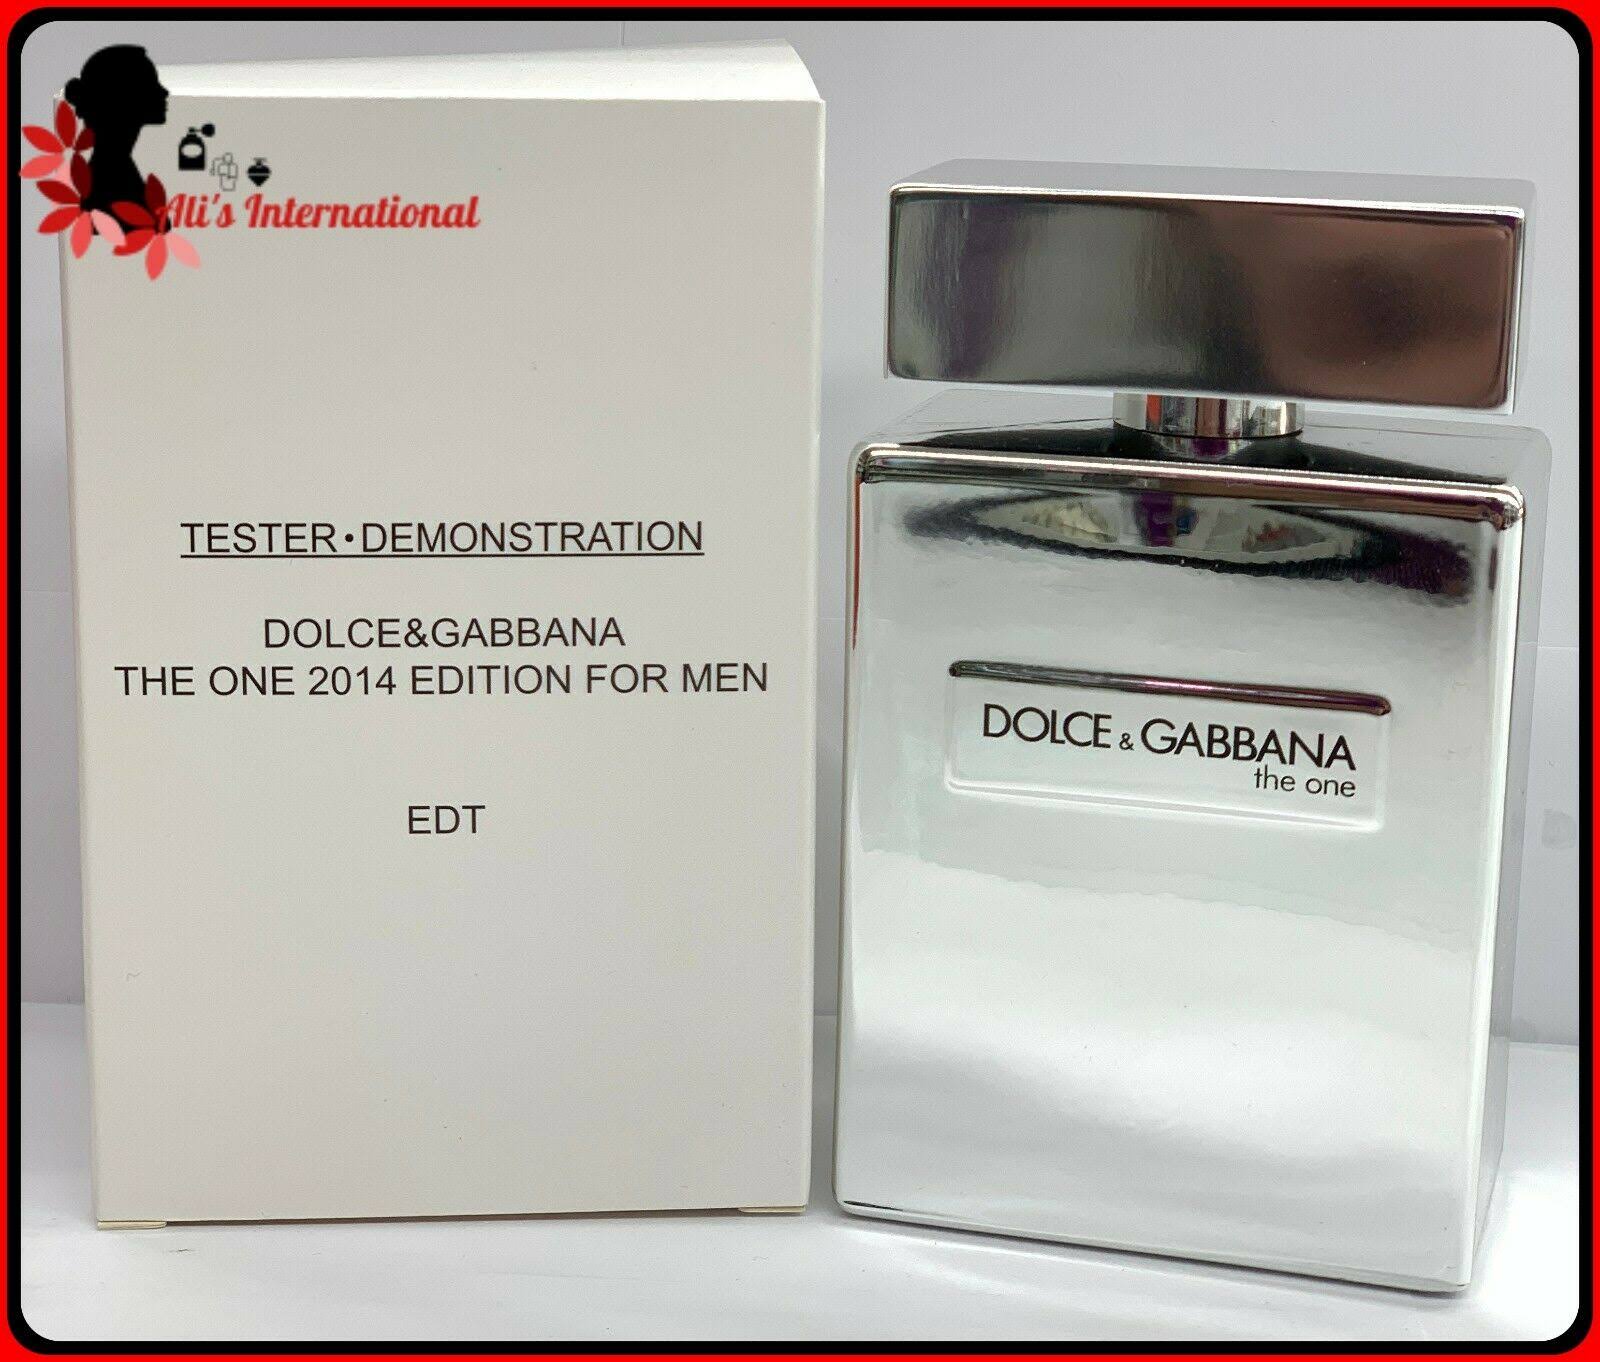 Ali's International
TESTER•DEMONSTRATION
DOLCE&GABBANA
THE ONE 2014 EDITION FOR MEN
EDT
DOLCE & GABBANA
the one